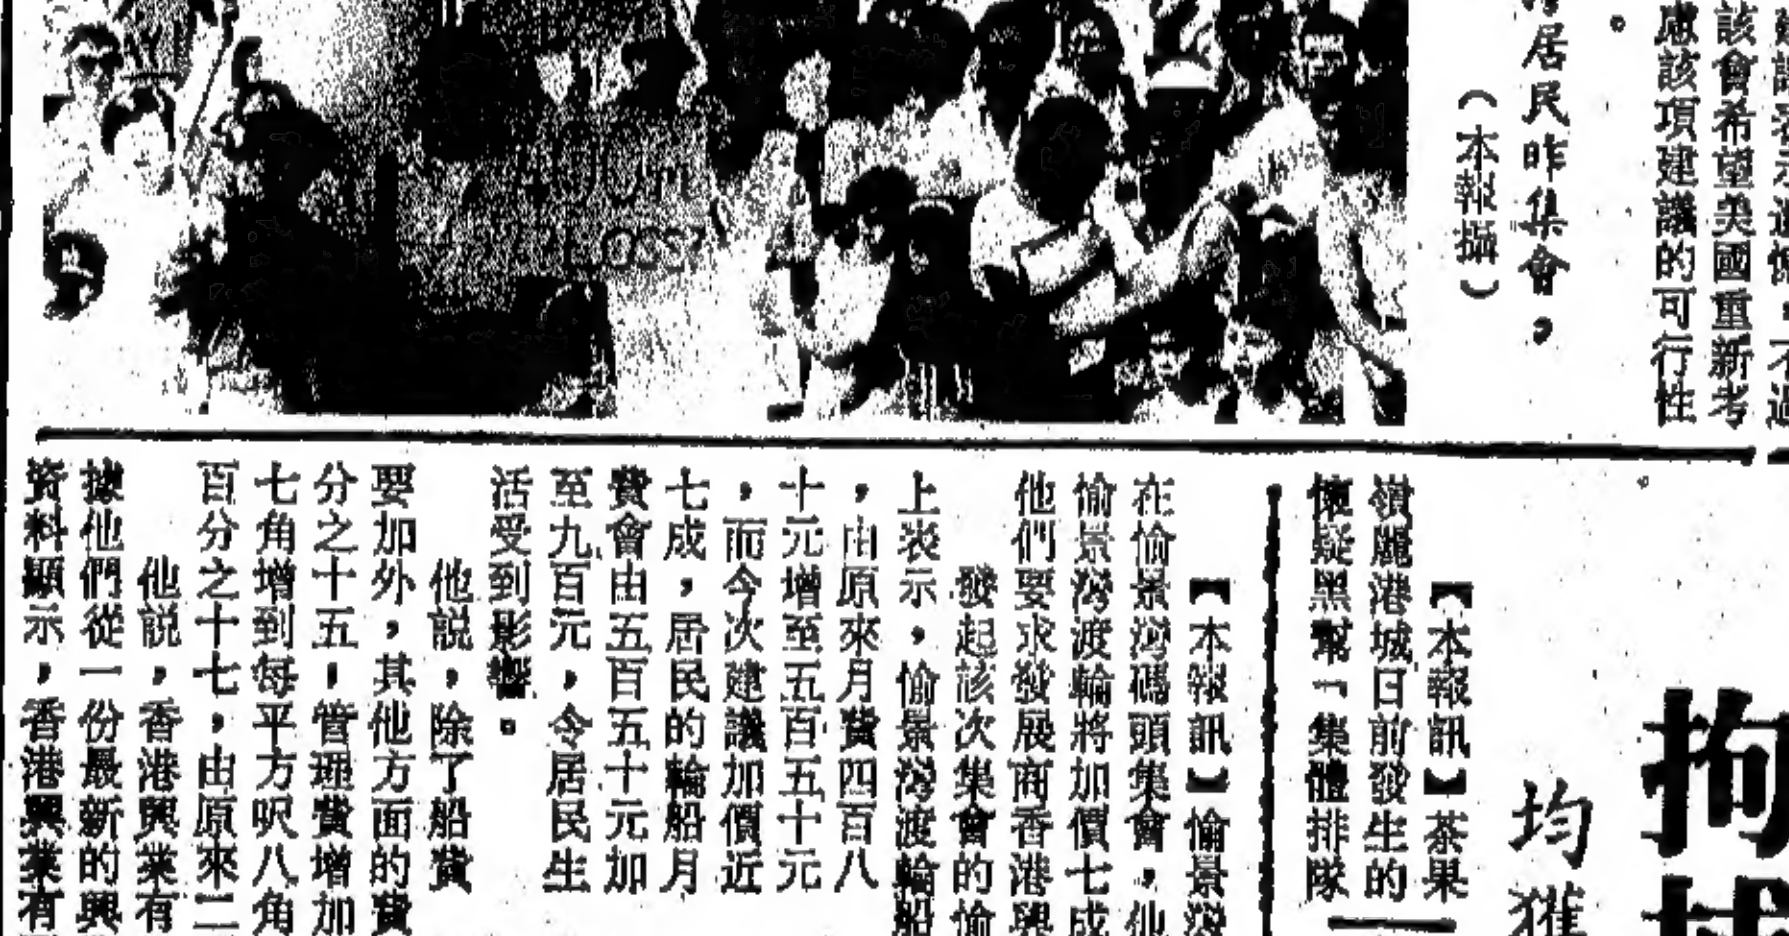 該會希望美國重新考
慮該項建議的可行性
。
居民昨集會，
（本報攝）
拘
均獲
【本報訊】茶果
嶺麗港城日前發生的
懷疑黑幫「集體排隊
【本報訊】愉景灣
在愉景灣碼頭集會，他
愉景灣渡輪將加價七成
他們要求發展商香港興
發起該次集會的愉
上表示，愉景灣渡輪船
，由原來月費四百八
十元增至五百五十元
，而今次建議加價近
七成，居民的輪船月
費會由五百五十元加
至九百元，令居民生
活受到影響。
他説，除了船費
要加外，其他方面的費
分之十五，管理費增加
七角增到每平方呎八角
百分之十七，由原來二
他説，香港興業有
據他們從一份最新的興
資料顯示，香港興業有